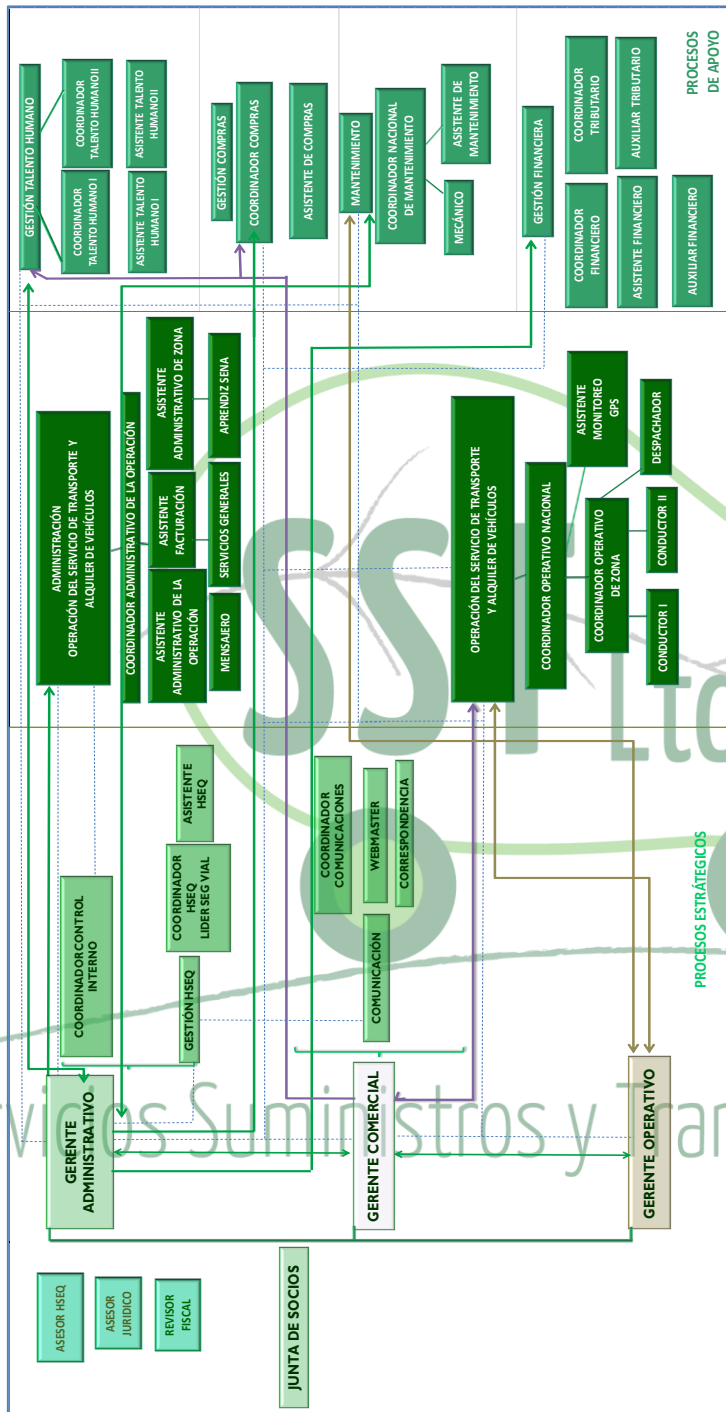 ASESOR HSEQ
ASESOR
JURIDICO
REVISOR
FISCAL
JUNTA DE SOCIOS
GERENTE
ADMINISTRATIVO
GERENTE COMERCIAL
GERENTE OPERATIVO
COORDINADOR CONTROL
INTERNO
GESTIÓN HSEQ
COORDINADOR
HSEQ
LIDER SEG VIAL
ASISTENTE
HSEQ
COMUNICACIÓN
COORDINADOR
COMUNICACIONES
WEBMASTER
CORRESPONDENCIA
PROCESOS ESTRÁTEGICOS
ADMINISTRACIÓN
OPERACIÓN DEL SERVICIO DE TRANSPORTE Y
ALQUILER DE VEHÍCULOS
COORDINADOR ADMINISTRATIVO DE LA OPERACIÓN
ASISTENTE
ADMINISTRATIVO DE LA
OPERACIÓN
ASISTENTE
FACTURACIÓN
ASISTENTE
ADMINISTRATIVO DE ZONA
MENSAJERO
SERVICIOS GENERALES
APRENDIZ SENA
OPERACIÓN DEL SERVICIO DE TRANSPORTE
Y ALQUILER DE VEHÍCULOS
COORDINADOR OPERATIVO NACIONAL
ASISTENTE
MONITOREO
GPS
COORDINADOR OPERATIVO
DE ZONA
DESPACHADOR
CONDUCTOR I
CONDUCTOR II
GESTIÓN TALENTO HUMANO
COORDINADOR
TALENTO HUMANO I
COORDINADOR
TALENTO HUMANO II
ASISTENTE TALENTO
HUMANO I
ASISTENTE TALENTO
HUMANO II
GESTIÓN COMPRAS
COORDINADOR COMPRAS
ASISTENTE DE COMPRAS
MANTENIMIENTO
COORDINADOR NACIONAL
DE MANTENIMIENTO
MECÁNICO
ASISTENTE DE
MANTENIMIENTO
GESTIÓN FINANCIERA
COORDINADOR
FINANCIERO
COORDINADOR
TRIBUTARIO
ASISTENTE FINANCIERO
AUXILIAR TRIBUTARIO
AUXILIAR FINANCIERO
PROCESOS
DE APOYO
SST
rvicios Suministros y Tran